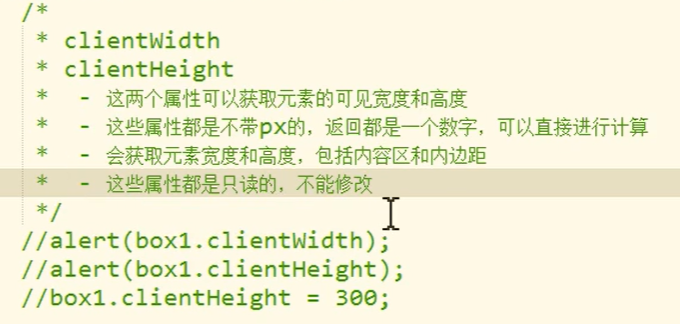 /*
* clientWidth
* clientHeight
* - 这两个属性可以获取元素的可见宽度和高度
* - 这些属性都是不带px的，返回都是一个数字，可以直接进行计算
* - 会获取元素宽度和高度，包括内容区和内边距
* - 这些属性都是只读的，不能修改
*/
//alert(box1.clientWidth);
//alert(box1.clientHeight);
//box1.clientHeight = 300;